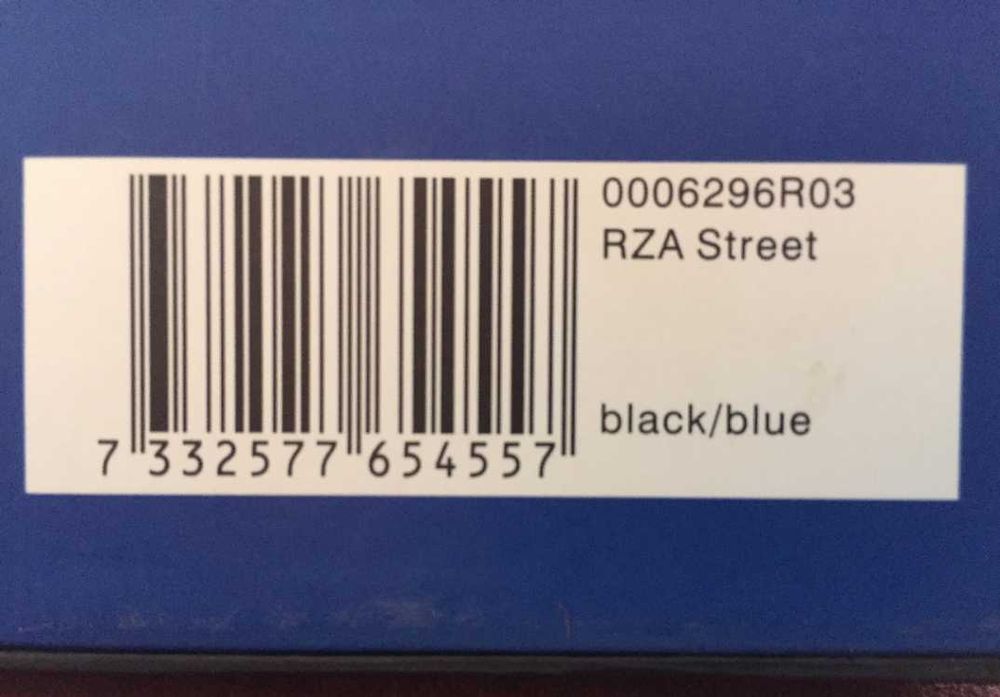 0006296R03
RZA Street
black/blue
7 332577 654557